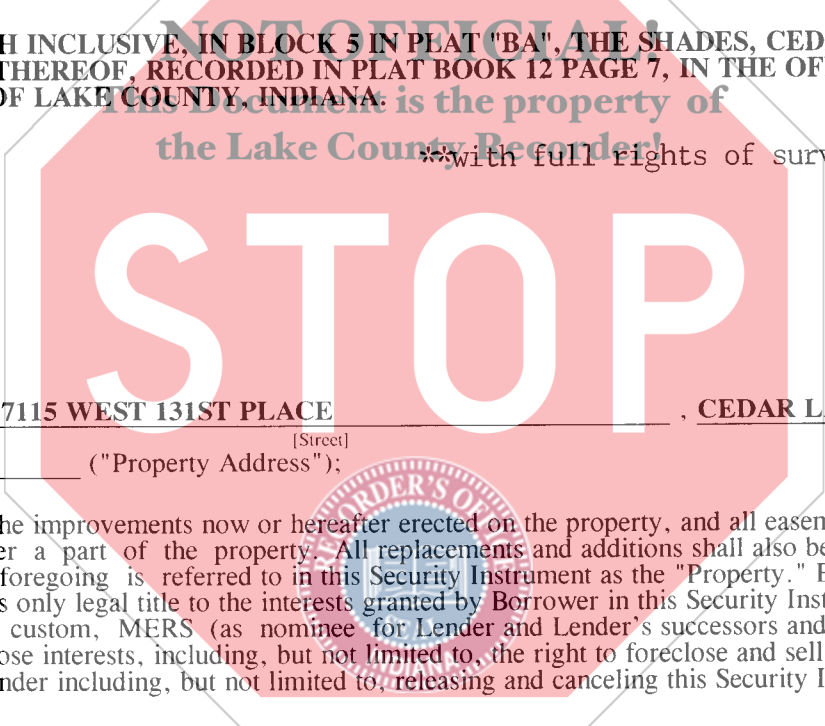 NOT OFFICIAL!
H INCLUSIVE, IN BLOCK 5 IN PLAT "BA", THE SHADES, CED
THEREOF, RECORDED IN PLAT BOOK 12 PAGE 7, IN THE OF
OF LAKE COUNTY, INDIANA.
This Document is the property of
the Lake County Recorder!
**with full rights of surv
STOP
7115 WEST 131ST PLACE , CEDAR L
[Street]
("Property Address");
RECORDER'S OFFICE
he improvements now or hereafter erected on the property, and all easem
er a part of the property. All replacements and additions shall also be
foregoing is referred to in this Security Instrument as the "Property." 
s only legal title to the interests granted by Borrower in this Security Inst
custom, MERS (as nominee for Lender and Lender's successors and
ose interests, including, but not limited to, the right to foreclose and sell
nder including, but not limited to, releasing and canceling this Security I
INDIANA